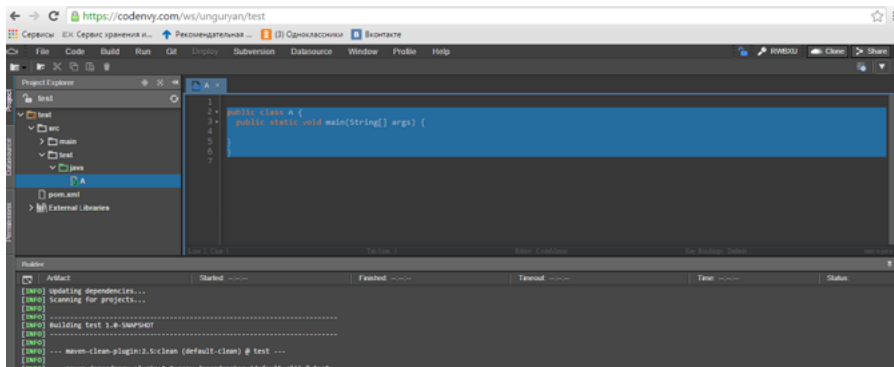 https://codenvy.com/ws/unguryan/test
Сервисы Сервис хранения и... Рекомендательная ... (3) Одноклассники Вконтакте
File Code Build Run Git Deploy Subversion Datasource Window Profile Help RWBXU Clone Share
Project Explorer
A
test
test
src
main
test
java
A
pom.xml
External Libraries
Project
Datasource
Permissions
1
2 public class A {
3 public static void main(String[] args) {
4
5 }
6 }
7
Builder
Artifact: Started: --:--:-- Finished: --:--:-- Timeout: --:--:-- Time: --:--:-- Status:
[INFO] Updating dependencies...
[INFO] Scanning for projects...
[INFO]
[INFO] ------------------------------------------------------------------------
[INFO] Building test 1.0-SNAPSHOT
[INFO] ------------------------------------------------------------------------
[INFO]
[INFO] --- maven-clean-plugin:2.5:clean (default-clean) @ test ---
[INFO]